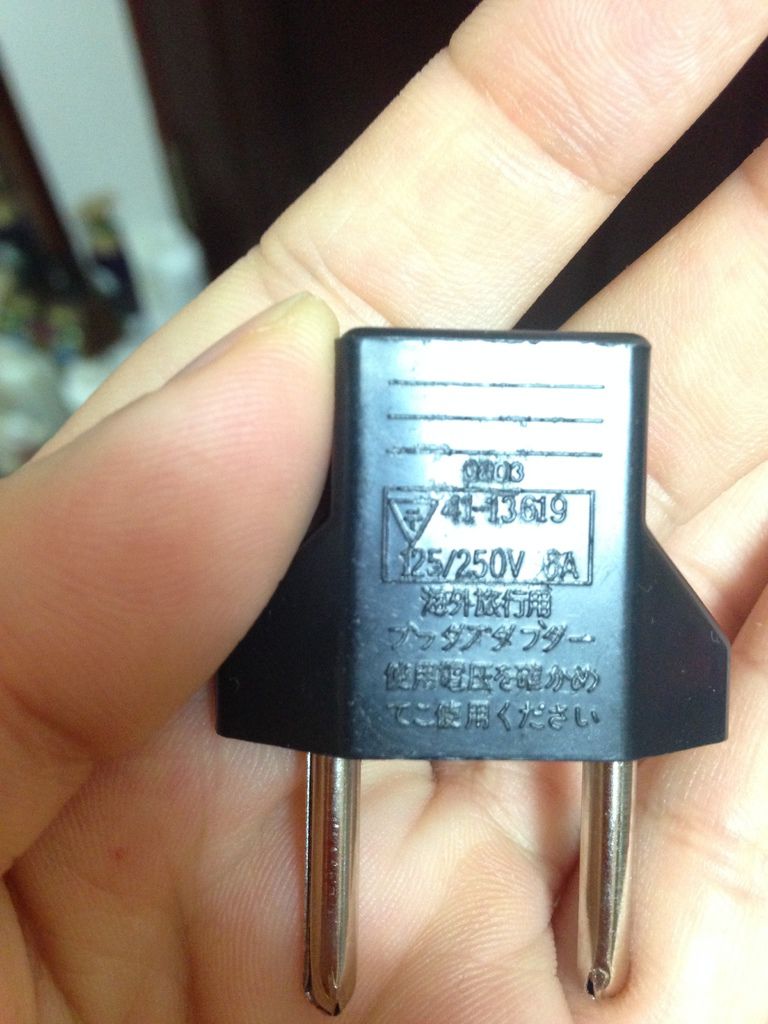 41-13619
125/250V 6A
海外旅行用
プラグアダプター
使用電圧を確かめ
てご使用ください